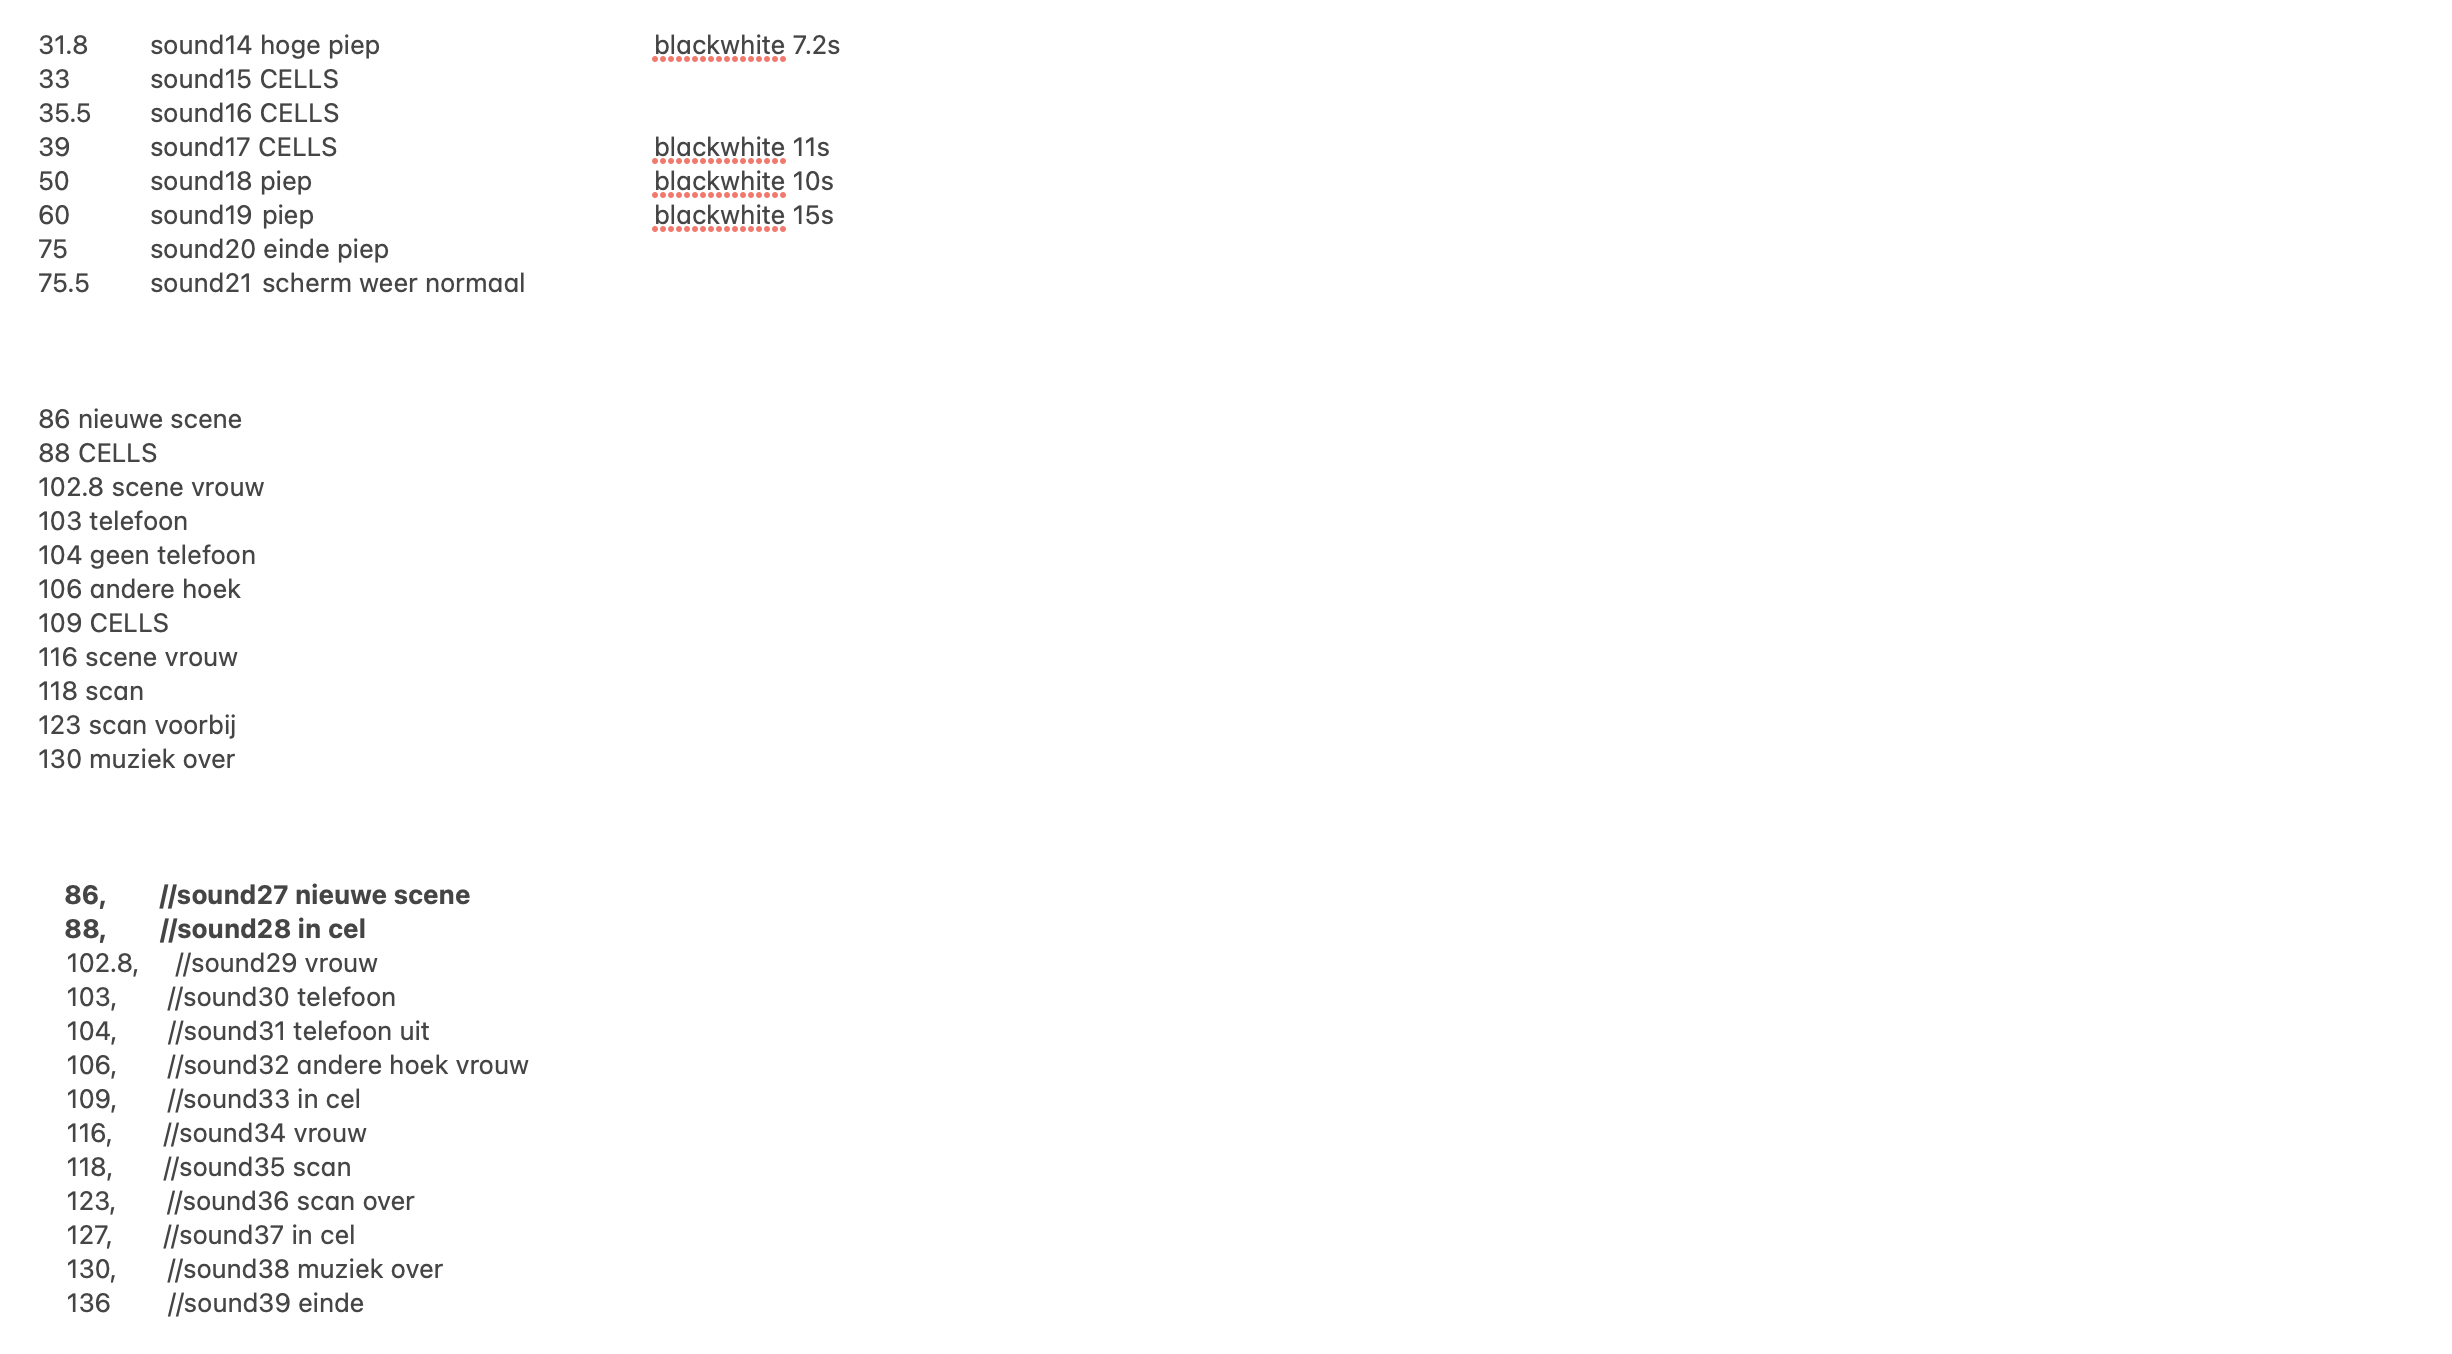 31.8 sound14 hoge piep blackwhite 7.2s
33 sound15 CELLS
35.5 sound16 CELLS
39 sound17 CELLS blackwhite 11s
50 sound18 piep blackwhite 10s
60 sound19 piep blackwhite 15s
75 sound20 einde piep
75.5 sound21 scherm weer normaal
86 nieuwe scene
88 CELLS
102.8 scene vrouw
103 telefoon
104 geen telefoon
106 andere hoek
109 CELLS
116 scene vrouw
118 scan
123 scan voorbij
130 muziek over
86, //sound27 nieuwe scene
88, //sound28 in cel
102.8, //sound29 vrouw
103, //sound30 telefoon
104, //sound31 telefoon uit
106, //sound32 andere hoek vrouw
109, //sound33 in cel
116, //sound34 vrouw
118, //sound35 scan
123, //sound36 scan over
127, //sound37 in cel
130, //sound38 muziek over
136 //sound39 einde